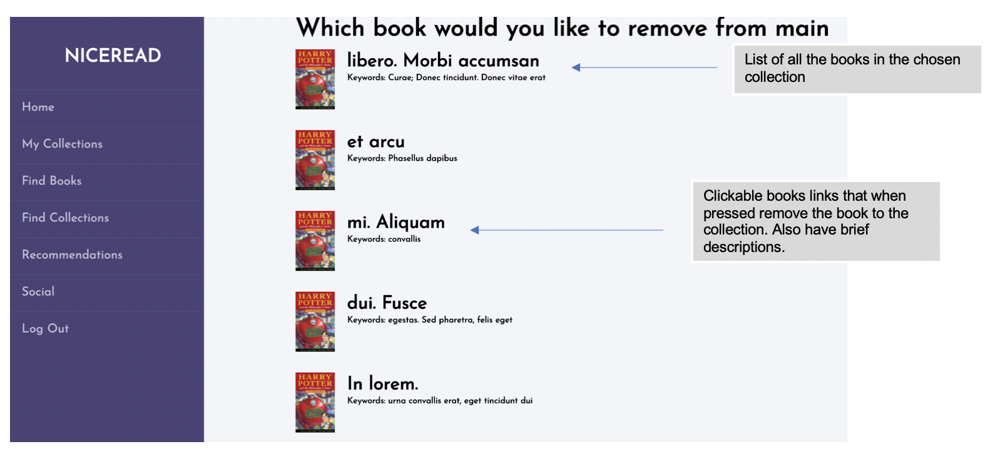 NICEREAD
Home
My Collections
Find Books
Find Collections
Recommendations
Social
Log Out
Which book would you like to remove from main
HARRY
POTTER
libero. Morbi accumsan
Keywords: Curae; Donec tincidunt. Donec vitae erat
HARRY
POTTER
et arcu
Keywords: Phasellus dapibus
HARRY
POTTER
mi. Aliquam
Keywords: convallis
HARRY
POTTER
dui. Fusce
Keywords: egestas. Sed pharetra, felis eget
HARRY
POTTER
In lorem.
Keywords: urna convallis erat, eget tincidunt dui
List of all the books in the chosen
collection
Clickable books links that when
pressed remove the book to the
collection. Also have brief
descriptions.